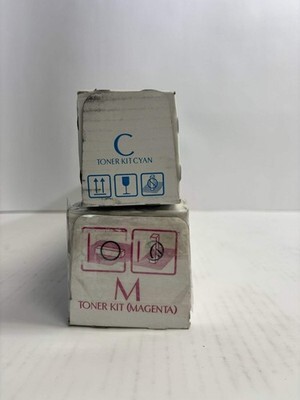 C
TONER KIT CYAN
M
TONER KIT (MAGENTA)